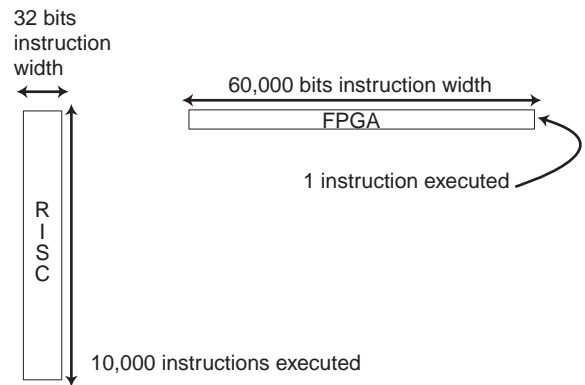 32 bits
instruction
width
60,000 bits instruction width
FPGA
1 instruction executed
R
I
S
C
10,000 instructions executed